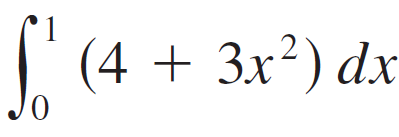 ∫₀¹ (4 + 3x²) dx